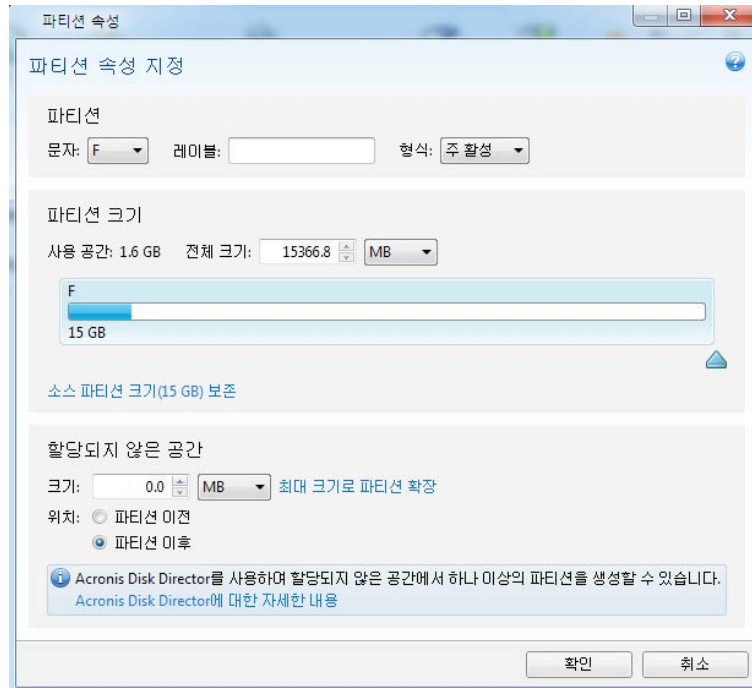 파티션 속성
파티션 속성 지정
파티션
문자: F 레이블: 형식: 주 활성
파티션 크기
사용 공간: 1.6 GB 전체 크기: 15366.8 MB
F
15 GB
소스 파티션 크기(15 GB) 보존
할당되지 않은 공간
크기: 0.0 MB 최대 크기로 파티션 확장
위치: 파티션 이전
파티션 이후
Acronis Disk Director를 사용하여 할당되지 않은 공간에서 하나 이상의 파티션을 생성할 수 있습니다.
Acronis Disk Director에 대한 자세한 내용
확인 취소